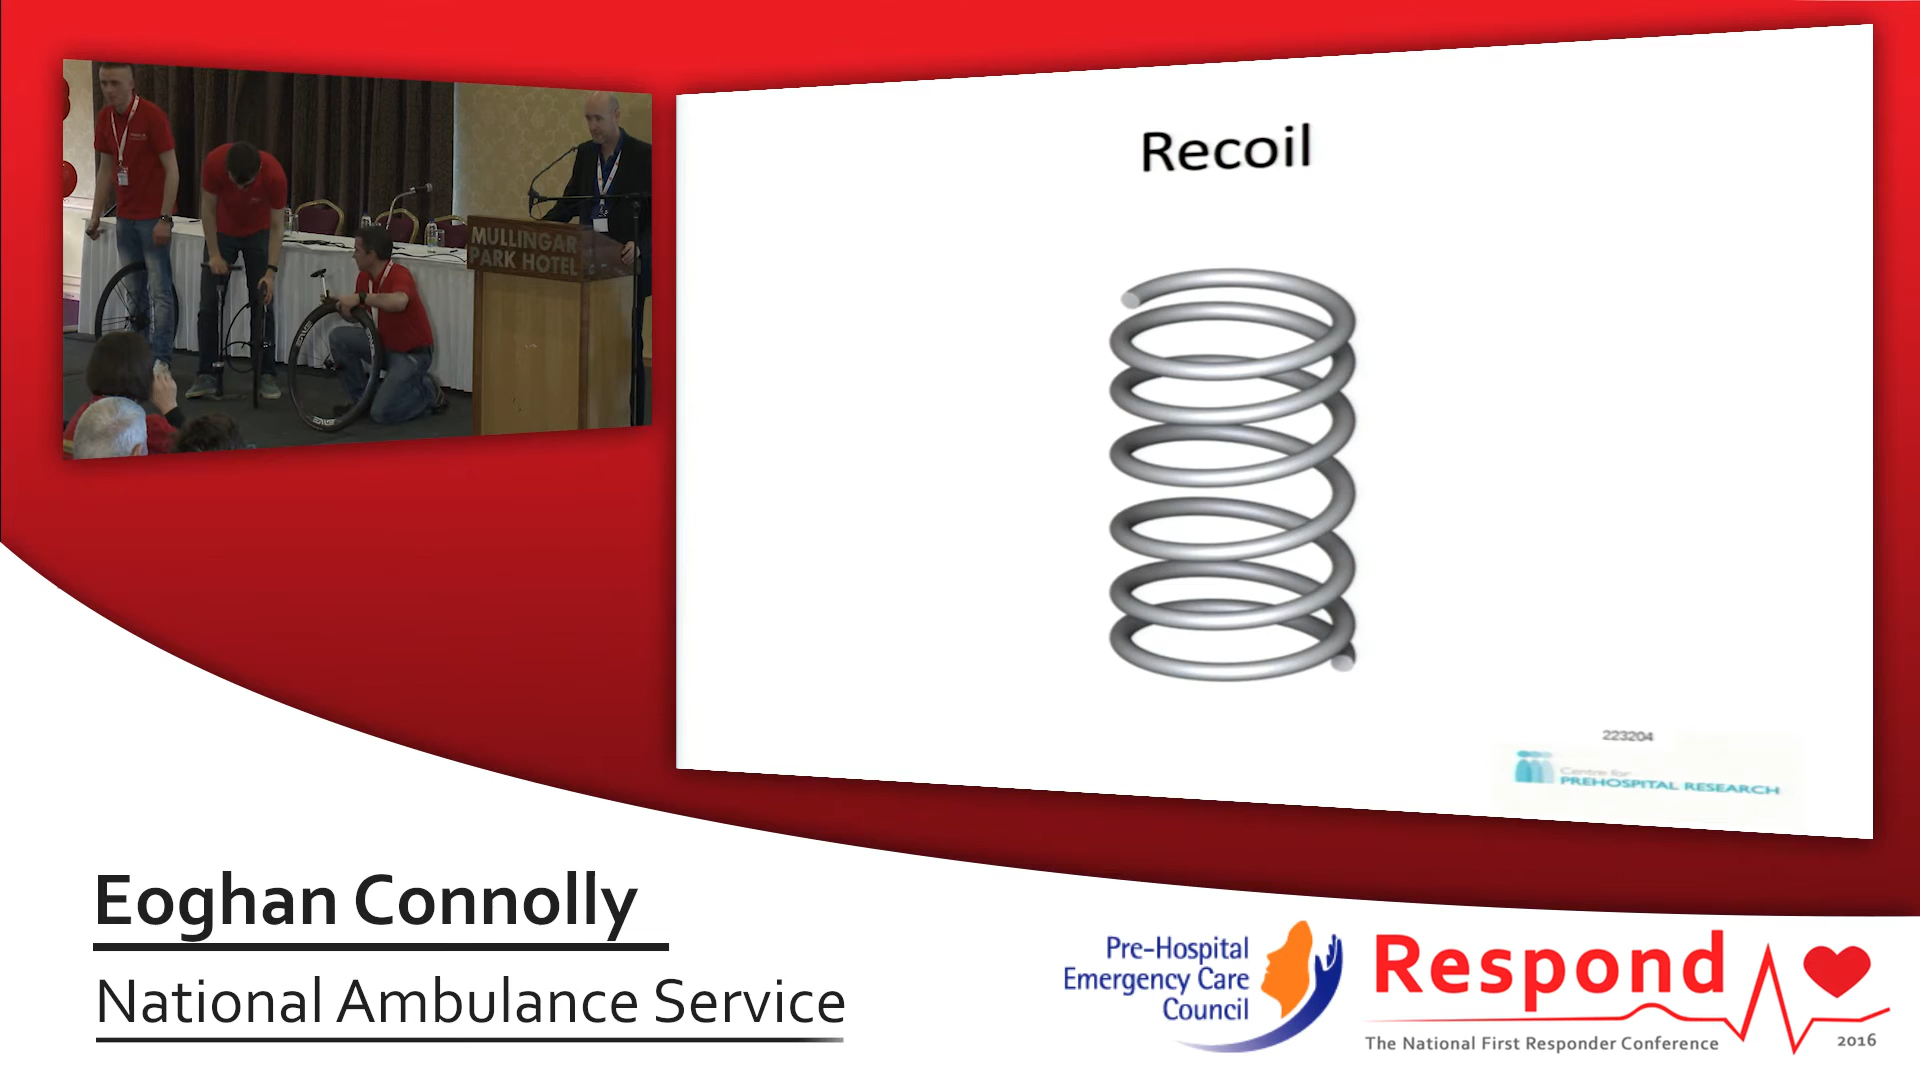 MULLINGAR
PARK HOTEL
Recoil
223204
Centre for
PREHOSPITAL RESEARCH
Eoghan Connolly
National Ambulance Service
Pre-Hospital
Emergency Care
Council
Respond
The National First Responder Conference
2016